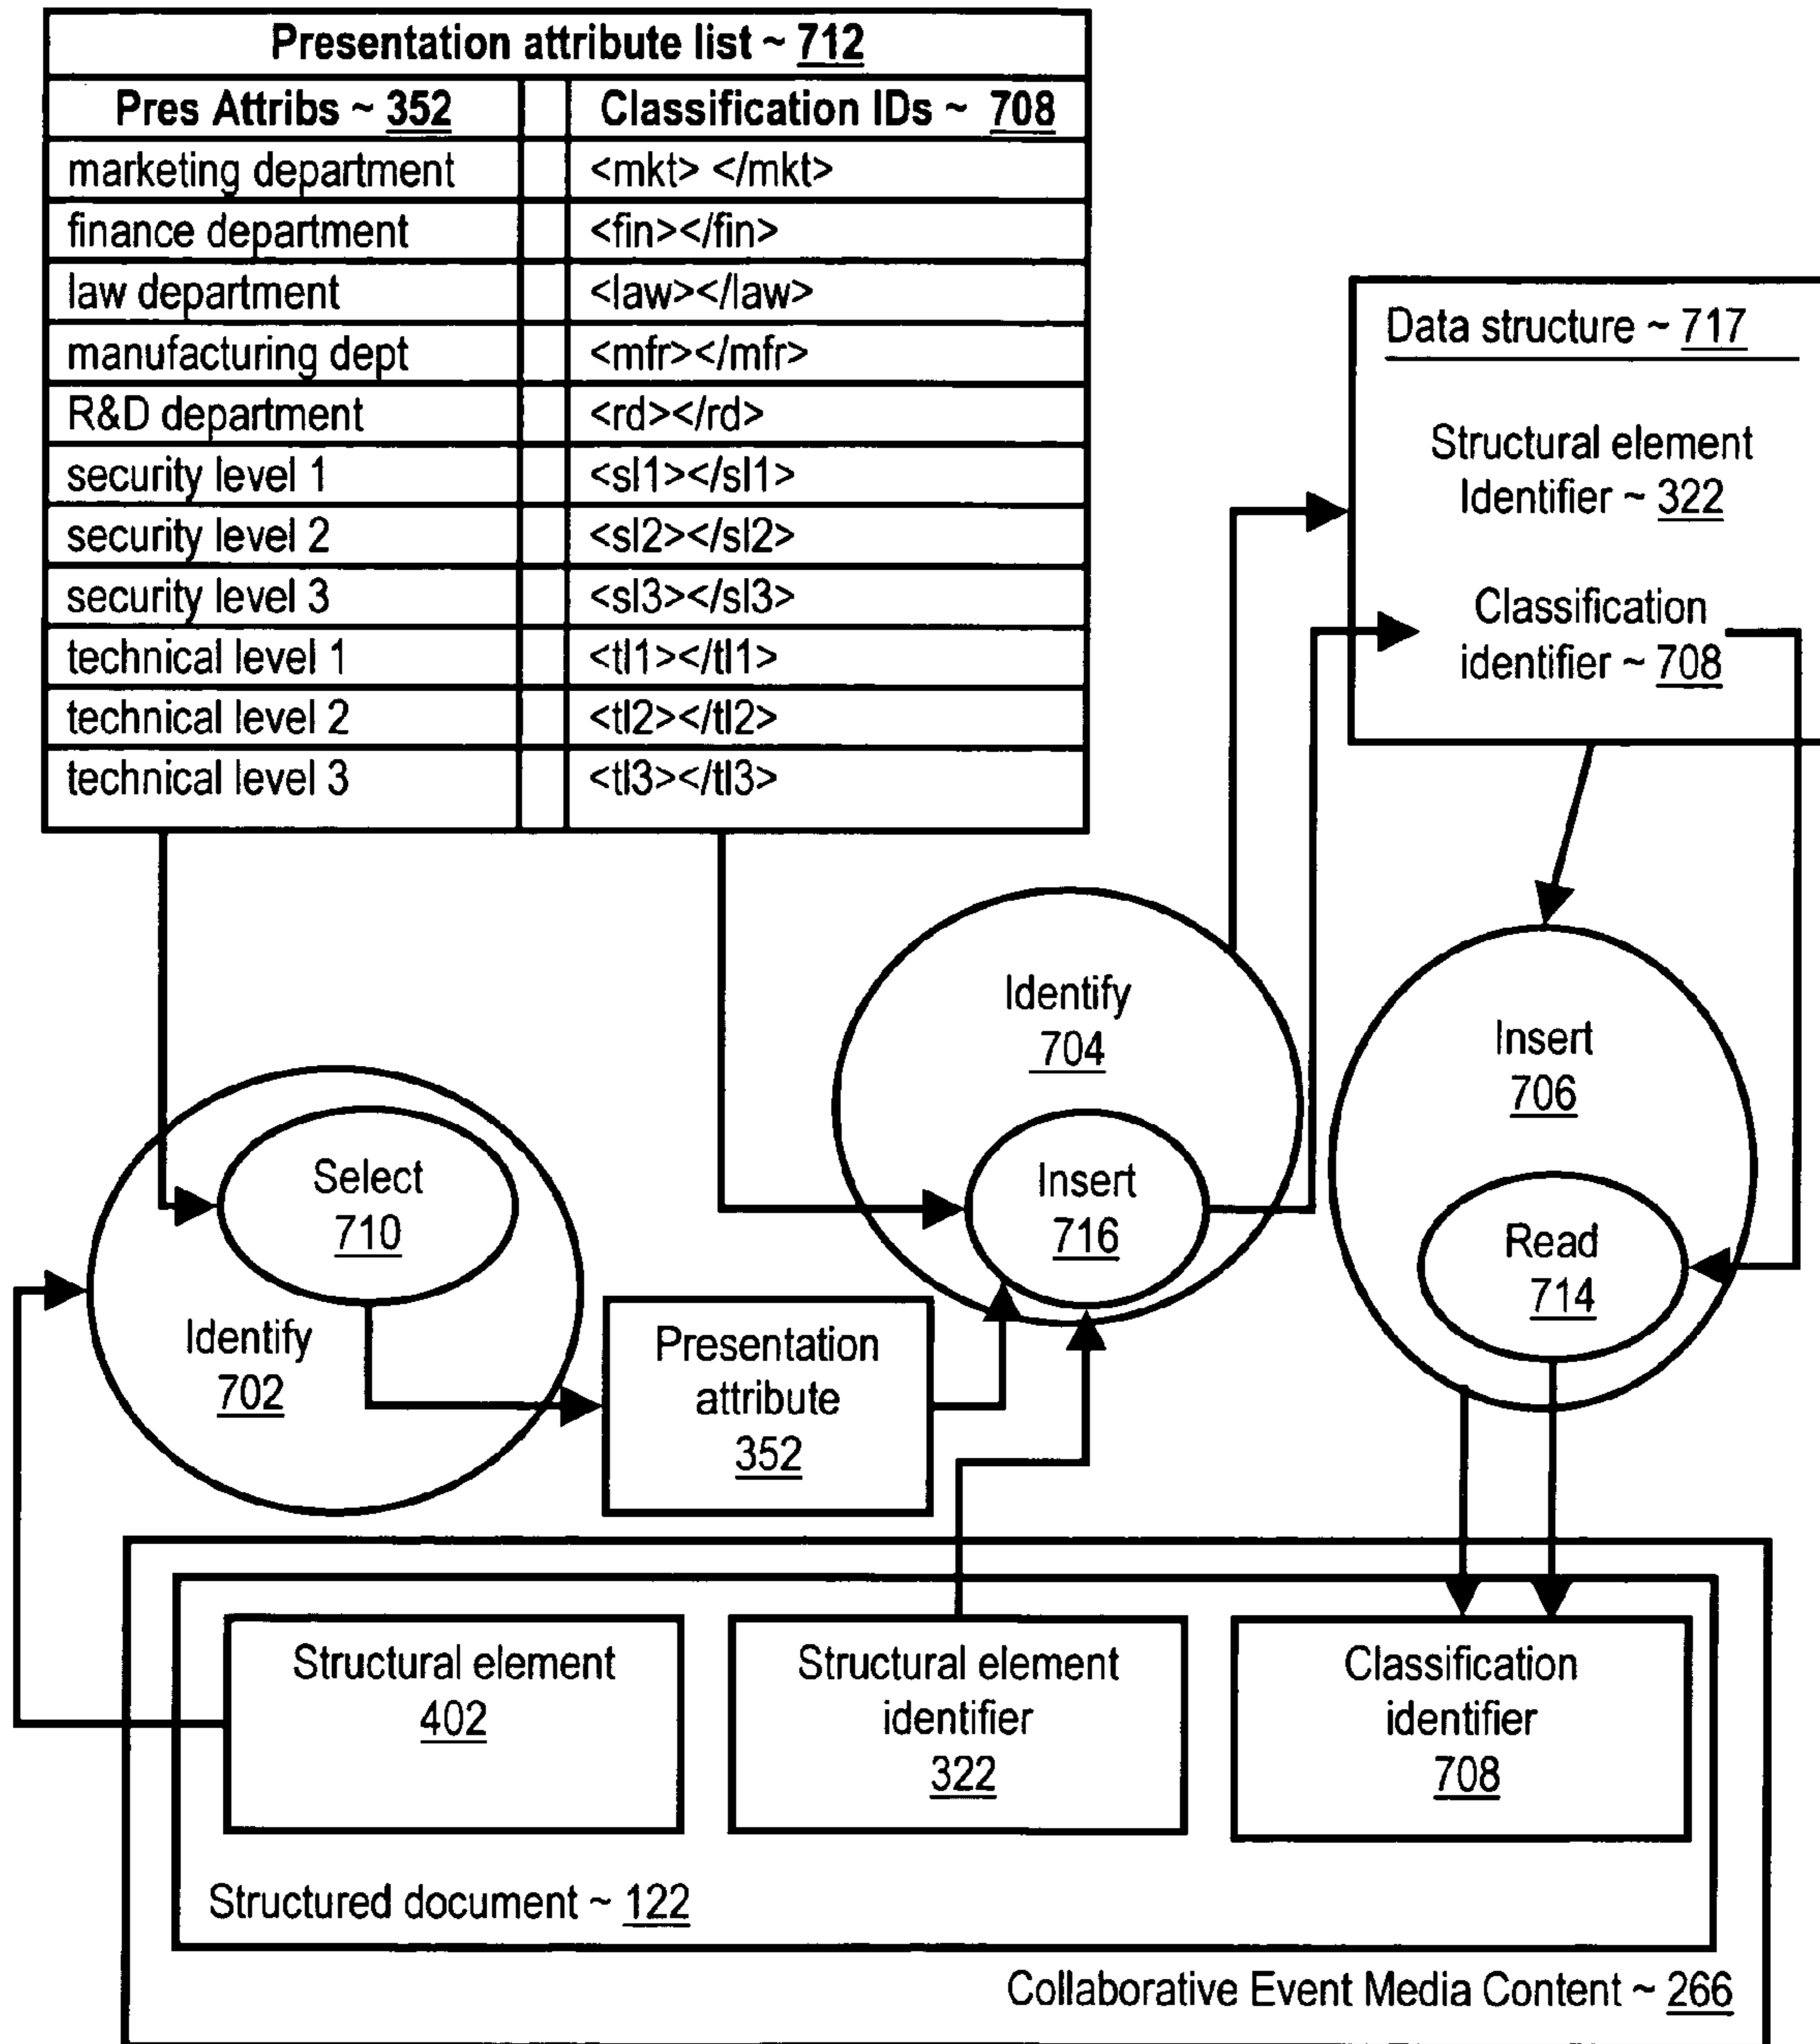 Presentation attribute list ~ 712
Pres Attribs ~ 352 Classification IDs ~ 708
marketing department <mkt> </mkt>
finance department <fin></fin>
law department <law></law>
manufacturing dept <mfr></mfr>
R&D department <rd></rd>
security level 1 <sl1></sl1>
security level 2 <sl2></sl2>
security level 3 <sl3></sl3>
technical level 1 <tl1></tl1>
technical level 2 <tl2></tl2>
technical level 3 <tl3></tl3>
Data structure ~ 717
Structural element
Identifier ~ 322
Classification
identifier ~ 708
Identify
704
Insert
716
Insert
706
Read
714
Select
710
Identify
702
Presentation
attribute
352
Structural element
402
Structural element
identifier
322
Classification
identifier
708
Structured document ~ 122
Collaborative Event Media Content ~ 266